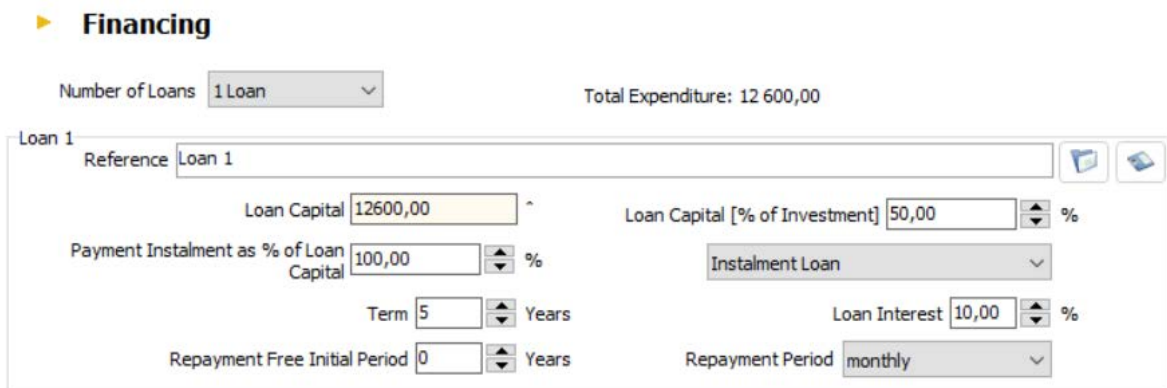 Financing
Number of Loans 1 Loan Total Expenditure: 12 600,00
Loan 1
Reference Loan 1
Loan Capital 12600,00 Loan Capital [% of Investment] 50,00 %
Payment Instalment as % of Loan
Capital 100,00 % Instalment Loan
Term 5 Years Loan Interest 10,00 %
Repayment Free Initial Period 0 Years Repayment Period monthly